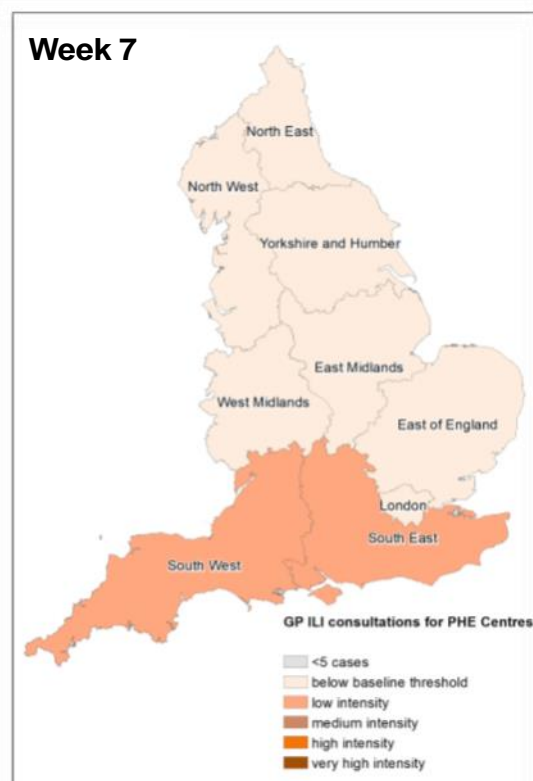 Week 7
North East
North West
Yorkshire and Humber
East Midlands
West Midlands
East of England
London
South East
South West
GP ILI consultations for PHE Centres
<5 cases
below baseline threshold
low intensity
medium intensity
high intensity
very high intensity